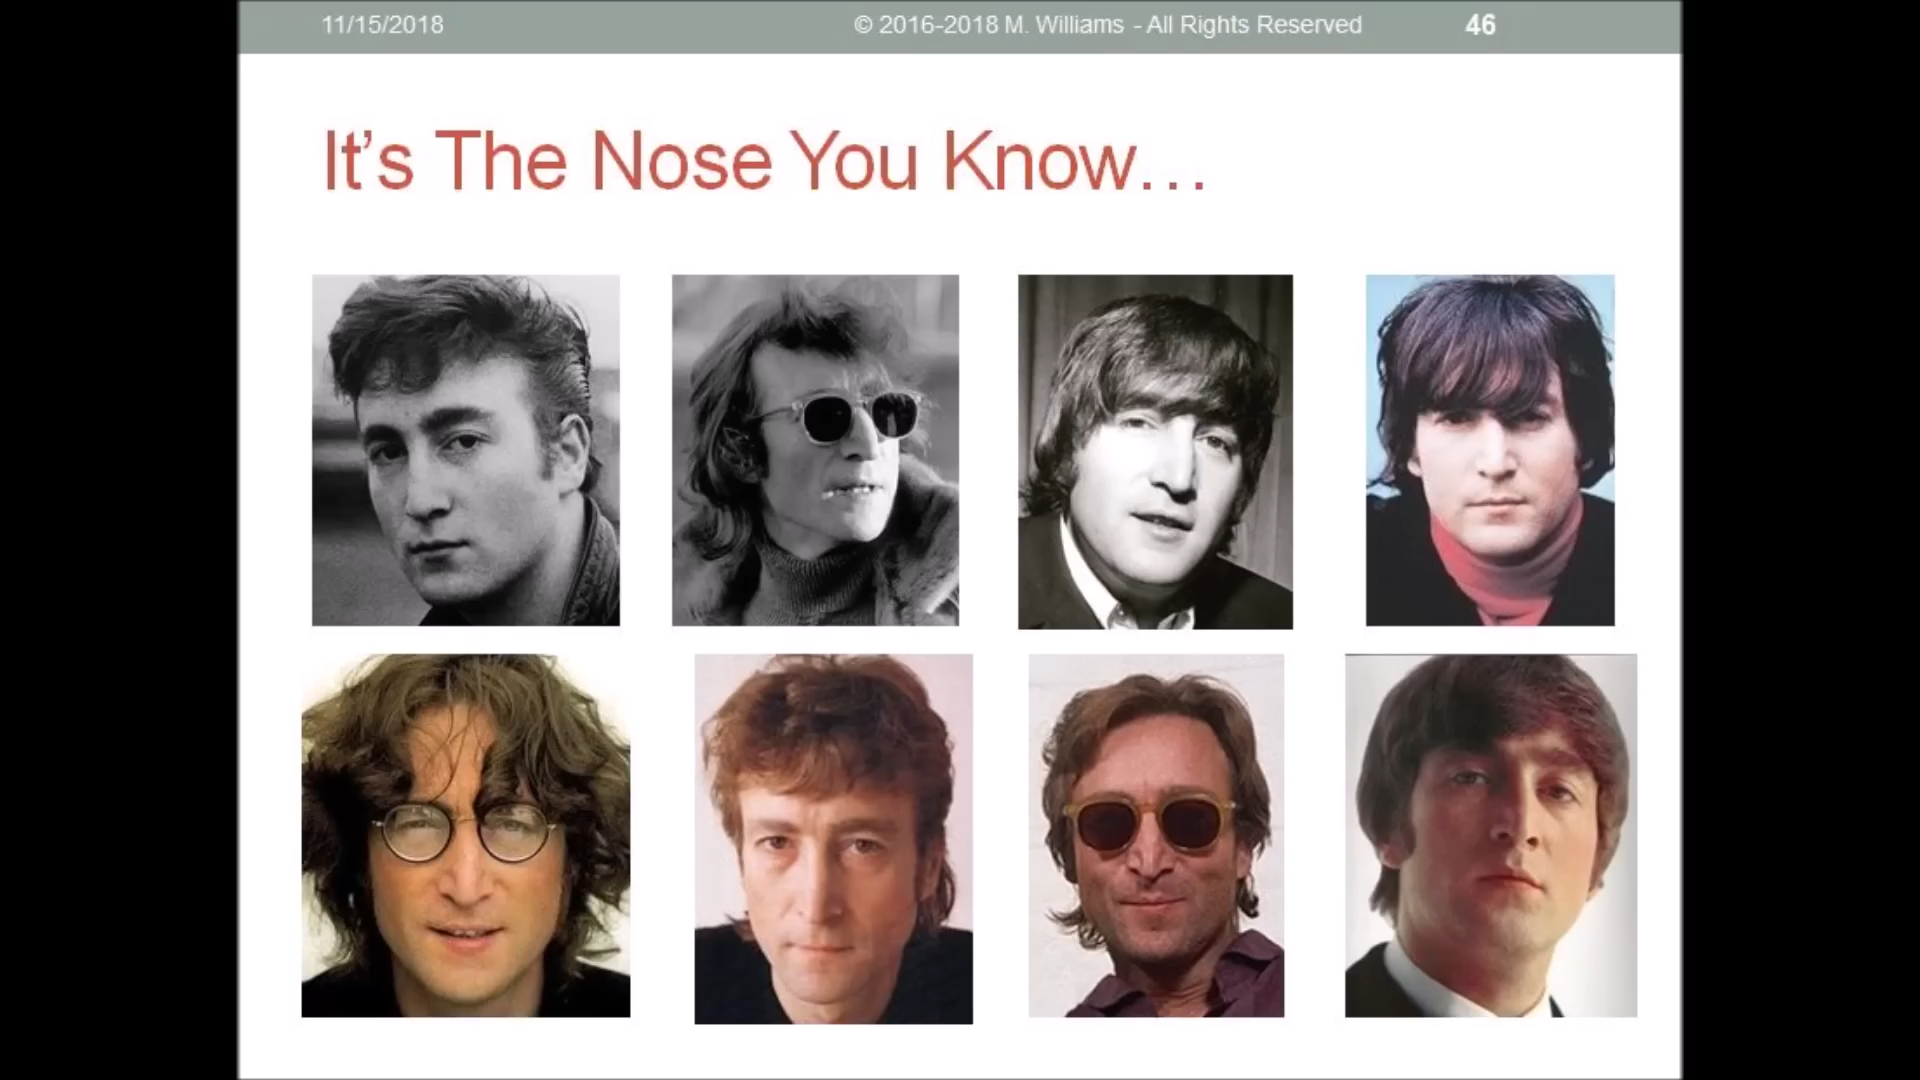 11/15/2018 © 2016-2018 M. Williams - All Rights Reserved 46
It’s The Nose You Know…